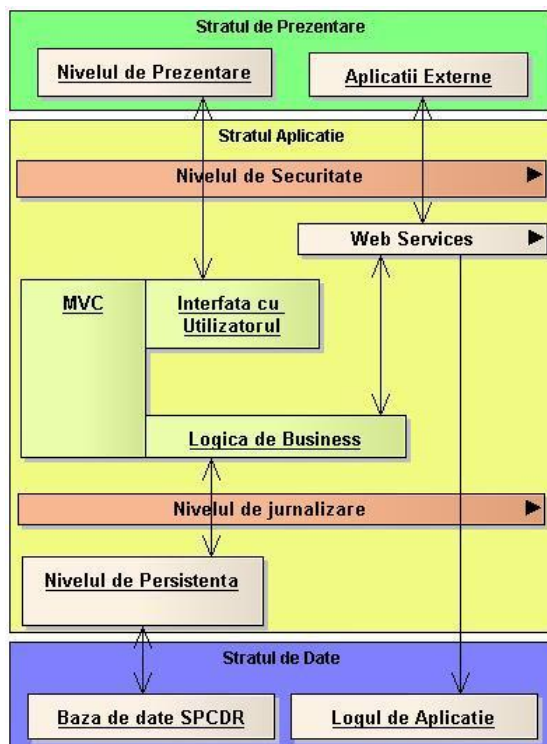 Stratul de Prezentare
Nivelul de Prezentare
Aplicatii Externe
Stratul Aplicatie
Nivelul de Securitate
Web Services
MVC
Interfata cu
Utilizatorul
Logica de Business
Nivelul de jurnalizare
Nivelul de Persistenta
Stratul de Date
Baza de date SPCDR
Logul de Aplicatie